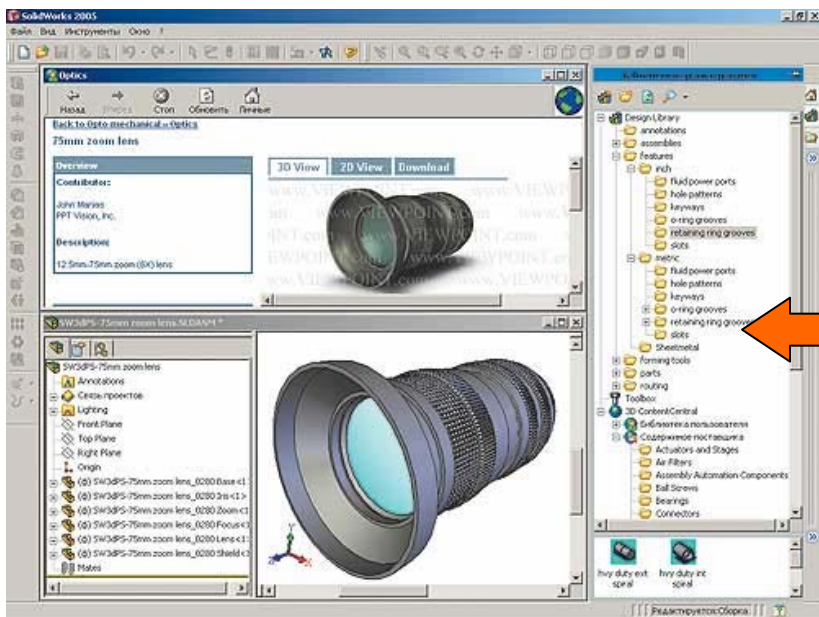 SolidWorks 2005
Файл Вид Инструменты Окно ?
Optics
Назад Вперед Стоп Обновить Личные
Back to Opto-mechanical » Optics
75mm zoom lens
Overview
Contributor:
John Manias
PPT Vision, Inc.
Description:
12.5mm-75mm zoom (6X) lens
3D View 2D View Download
www.VIEWPOINT.com
SW3dPS-75mm zoom lens.SLDASM *
SW3dPS-75mm zoom lens
Annotations
Связь проектов
Lighting
Front Plane
Top Plane
Right Plane
Origin
(ф) SW3dPS-75mm zoom lens_0280 Base<1
(ф) SW3dPS-75mm zoom lens_0280 Iris<1>
(ф) SW3dPS-75mm zoom lens_0280 Zoom<1
(ф) SW3dPS-75mm zoom lens_0280 Focus<1
(ф) SW3dPS-75mm zoom lens_0280 Lens<1>
(ф) SW3dPS-75mm zoom lens_0280 Shield<1
Mates
Design Library
annotations
assemblies
features
inch
fluid power ports
hole patterns
keyways
o-ring grooves
retaining ring grooves
slots
metric
fluid power ports
hole patterns
keyways
o-ring grooves
retaining ring grooves
slots
Sheetmetal
forming tools
parts
routing
Toolbox
3D ContentCentral
Библиотека пользователя
Содержимое поставщика
Actuators and Stages
Air Filters
Assembly Automation Components
Ball Screws
Bearings
Connectors
hvy duty ext spiral
hvy duty int spiral
Редактируется:Сборка